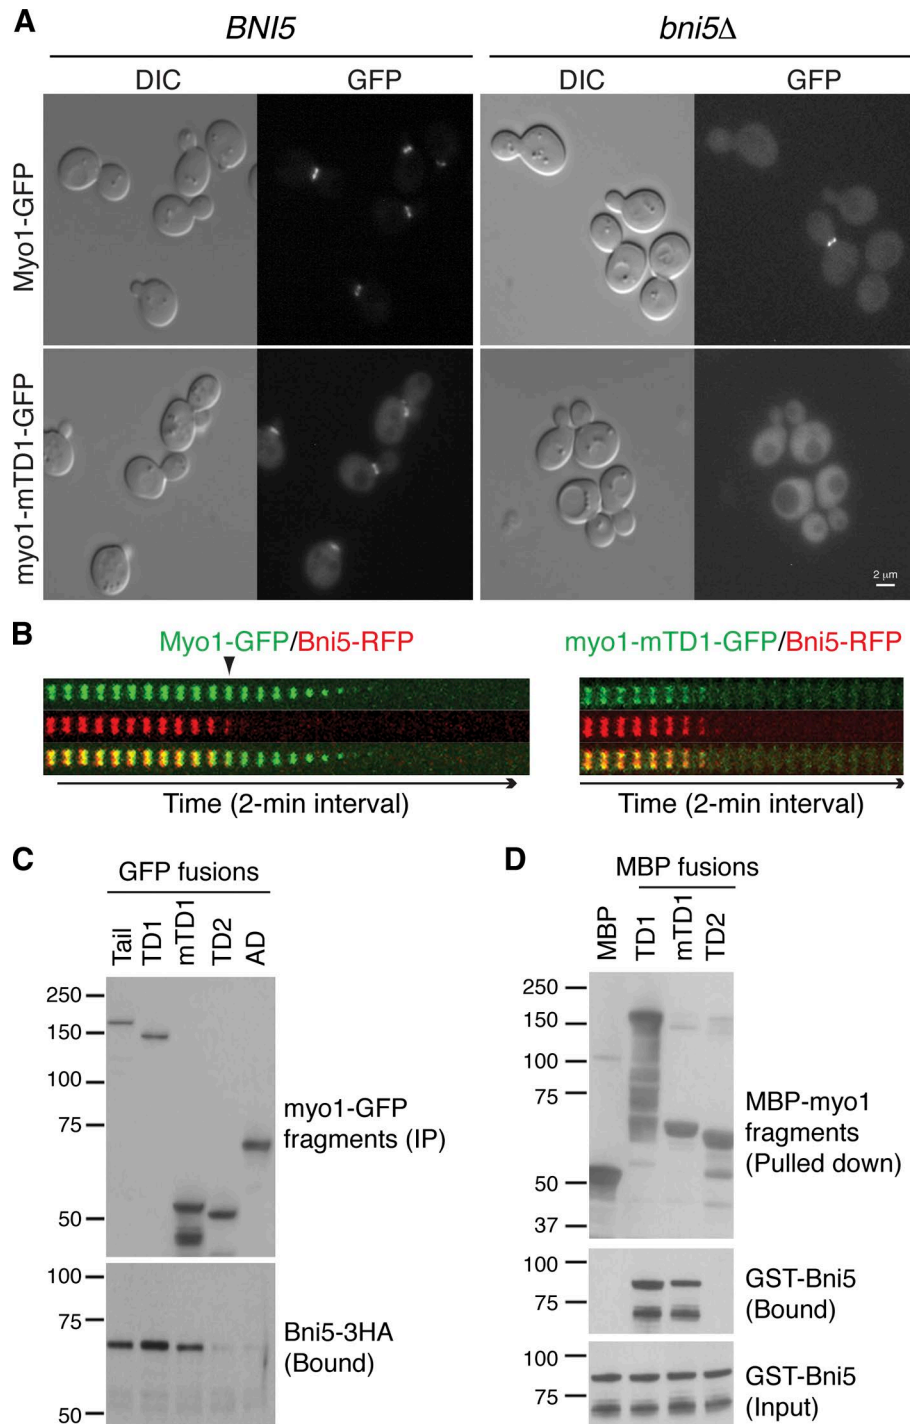 A
BNI5
bni5Δ
DIC
GFP
DIC
GFP
Myo1-GFP
myo1-mTD1-GFP
2 μm
B
Myo1-GFP/Bni5-RFP
myo1-mTD1-GFP/Bni5-RFP
Time (2-min interval)
Time (2-min interval)
C
GFP fusions
Tail
TD1
mTD1
TD2
AD
250
150
100
75
50
myo1-GFP
fragments (IP)
100
75
50
Bni5-3HA
(Bound)
D
MBP fusions
MBP
TD1
mTD1
TD2
250
150
100
75
50
37
MBP-myo1
fragments
(Pulled down)
100
75
GST-Bni5
(Bound)
100
75
GST-Bni5
(Input)